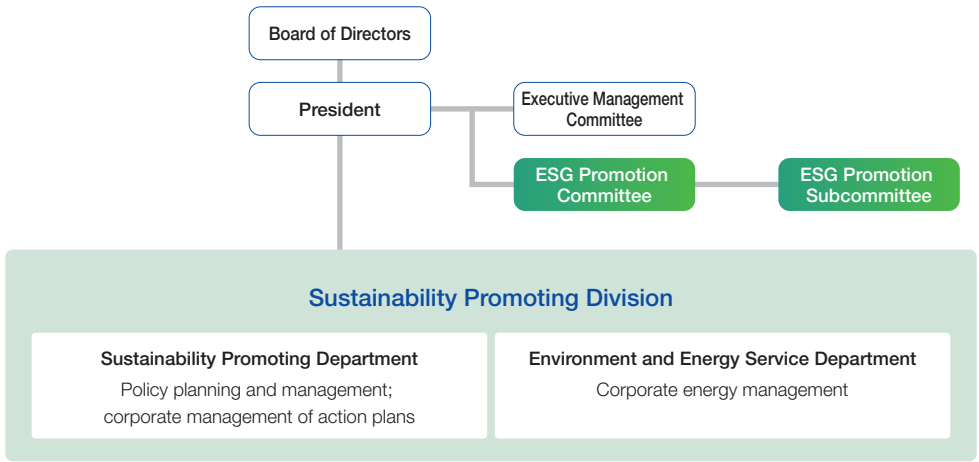 Board of Directors
President
Executive Management
Committee
ESG Promotion
Committee
ESG Promotion
Subcommittee
Sustainability Promoting Division
Sustainability Promoting Department
Policy planning and management;
corporate management of action plans
Environment and Energy Service Department
Corporate energy management